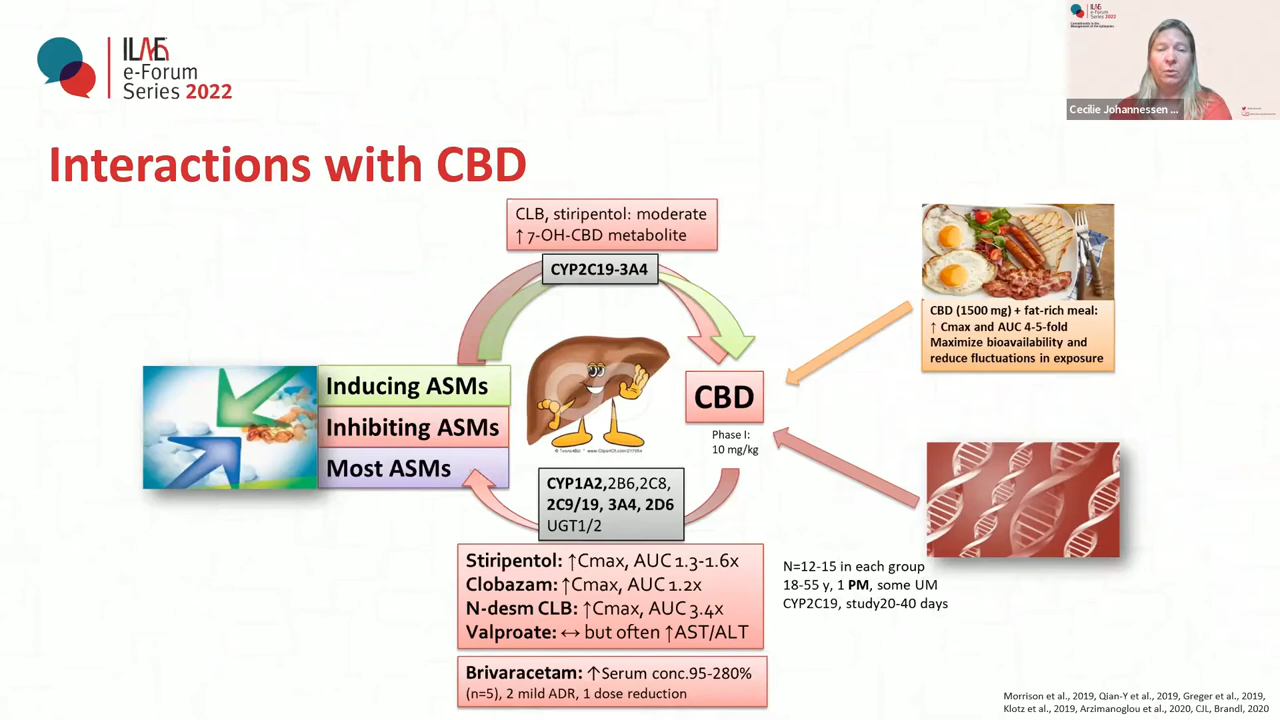 ILAE
e-Forum
Series 2022
ILAE
e-Forum
Series 2022
Cecilie Johannessen ...
Interactions with CBD
CLB, stiripentol: moderate
↑ 7-OH-CBD metabolite
CYP2C19-3A4
CBD (1500 mg) + fat-rich meal:
↑ Cmax and AUC 4-5-fold
Maximize bioavailability and
reduce fluctuations in exposure
Inducing ASMs
Inhibiting ASMs
Most ASMs
CBD
Phase I:
10 mg/kg
CYP1A2,2B6,2C8,
2C9/19, 3A4, 2D6
UGT1/2
Stiripentol: ↑Cmax, AUC 1.3-1.6x
Clobazam: ↑Cmax, AUC 1.2x
N-desm CLB: ↑Cmax, AUC 3.4x
Valproate: ↔ but often ↑AST/ALT
N=12-15 in each group
18-55 y, 1 PM, some UM
CYP2C19, study20-40 days
Brivaracetam: ↑Serum conc.95-280%
(n=5), 2 mild ADR, 1 dose reduction
Morrison et al., 2019, Qian-Y et al., 2019, Greger et al., 2019,
Klotz et al., 2019, Arzimanoglou et al., 2020, CJL, Brandl, 2020